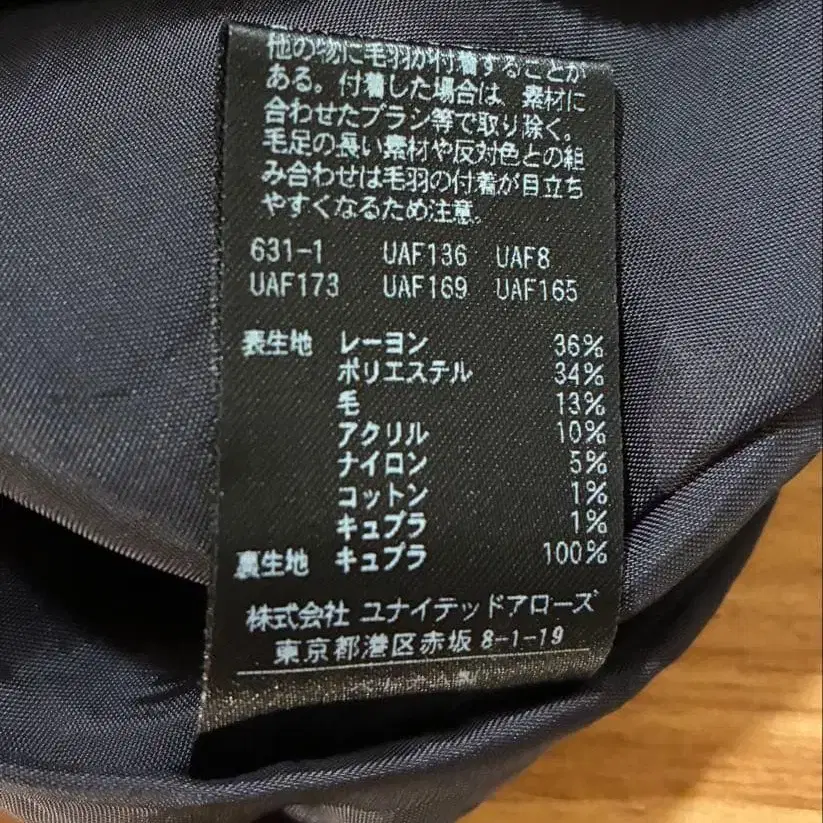 他の物に毛羽が付着することが
ある。付着した場合は、素材に
合わせたブラシ等で取り除く。
毛足の長い素材や反対色との組
み合わせは毛羽の付着が目立ち
やすくなるため注意。
631-1 UAF136 UAF8
UAF173 UAF169 UAF165
表生地 レーヨン 36%
ポリエステル 34%
毛 13%
アクリル 10%
ナイロン 5%
コットン 1%
キュプラ 1%
裏生地 キュプラ 100%
株式会社 ユナイテッドアローズ
東京都港区赤坂 8-1-19